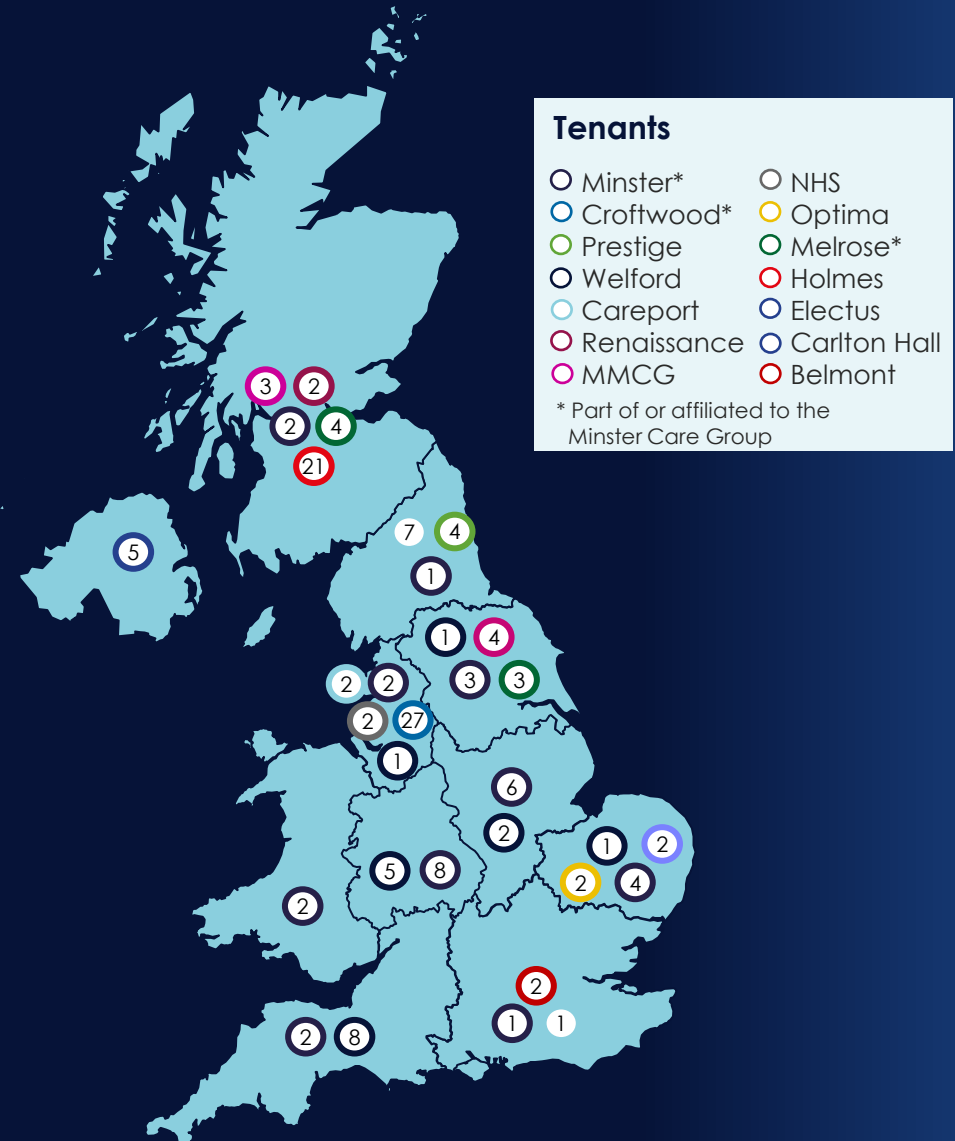 Tenants
Minster*
Croftwood*
Prestige
Welford
Careport
Renaissance
MMCG
NHS
Optima
Melrose*
Holmes
Electus
Carlton Hall
Belmont
* Part of or affiliated to the
Minster Care Group
3 2
2 4
21
5
7 4
1
1 4
3 3
2 2
2 27
1
6
2
1 2
2 4
5 8
2
2
1 1
2 8